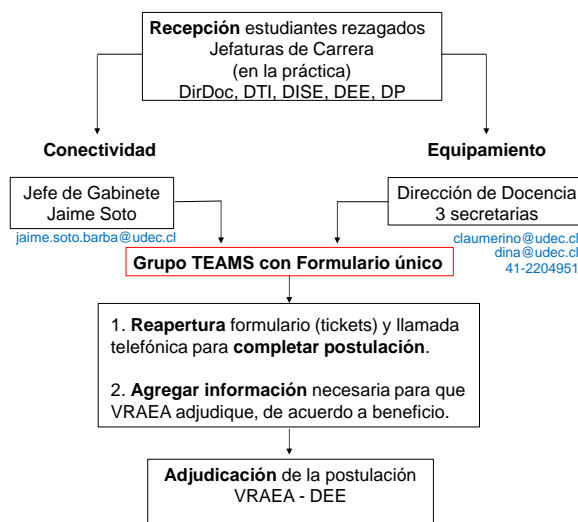 Recepción estudiantes rezagados
Jefaturas de Carrera
(en la práctica)
DirDoc, DTI, DISE, DEE, DP
Conectividad
Equipamiento
Jefe de Gabinete
Jaime Soto
jaime.soto.barba@udec.cl
Dirección de Docencia
3 secretarias
claumerino@udec.cl
dina@udec.cl
41-2204951
Grupo TEAMS con Formulario único
1. Reapertura formulario (tickets) y llamada
telefónica para completar postulación.
2. Agregar información necesaria para que
VRAEA adjudique, de acuerdo a beneficio.
Adjudicación de la postulación
VRAEA - DEE